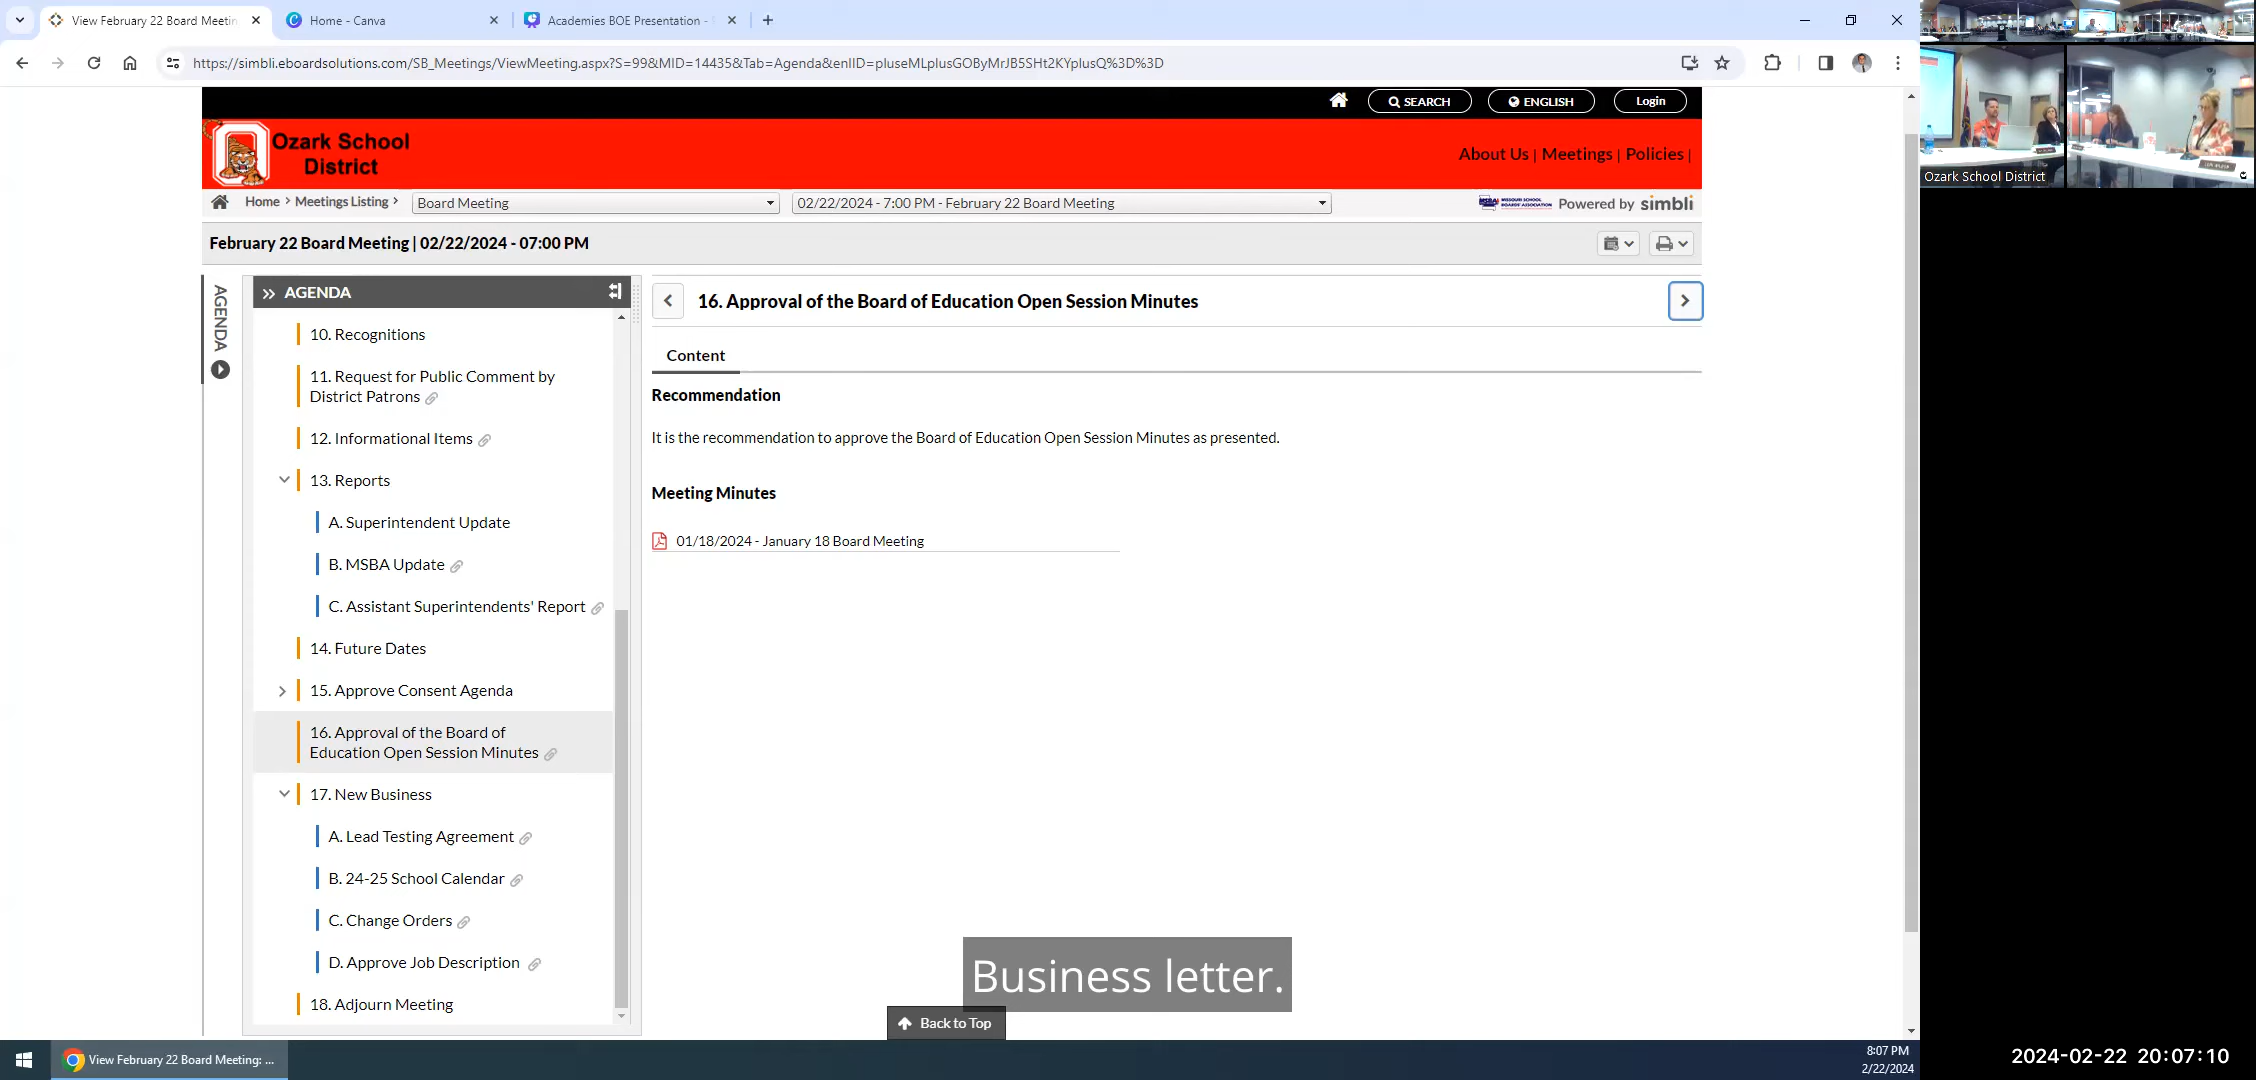 View February 22 Board Meetin
Home - Canva
Academies BOE Presentation -
https://simbli.eboardsolutions.com/SB_Meetings/ViewMeeting.aspx?S=99&MID=14435&Tab=Agenda&enIID=pluseMLplusGOByMrJB5SHt2KYplusQ%3D%3D
SEARCH
ENGLISH
Login
Ozark School
District
About Us | Meetings | Policies |
Home > Meetings Listing >
Board Meeting
02/22/2024 - 7:00 PM - February 22 Board Meeting
MSBA
Powered by simbli
February 22 Board Meeting | 02/22/2024 - 07:00 PM
AGENDA
AGENDA
10. Recognitions
11. Request for Public Comment by
District Patrons
12. Informational Items
13. Reports
A. Superintendent Update
B. MSBA Update
C. Assistant Superintendents' Report
14. Future Dates
15. Approve Consent Agenda
16. Approval of the Board of
Education Open Session Minutes
17. New Business
A. Lead Testing Agreement
B. 24-25 School Calendar
C. Change Orders
D. Approve Job Description
18. Adjourn Meeting
16. Approval of the Board of Education Open Session Minutes
Content
Recommendation
It is the recommendation to approve the Board of Education Open Session Minutes as presented.
Meeting Minutes
01/18/2024 - January 18 Board Meeting
Business letter.
Back to Top
Ozark School District
View February 22 Board Meeting: ...
8:07 PM
2/22/2024
2024-02-22 20:07:10